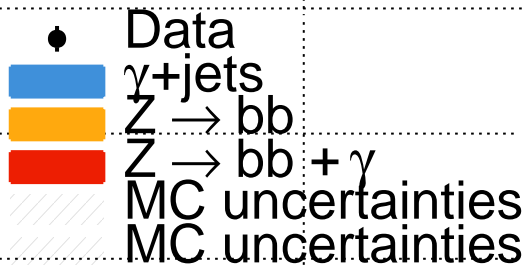 Data
γ+jets
Z → bb
Z → bb + γ
MC uncertainties
MC uncertainties